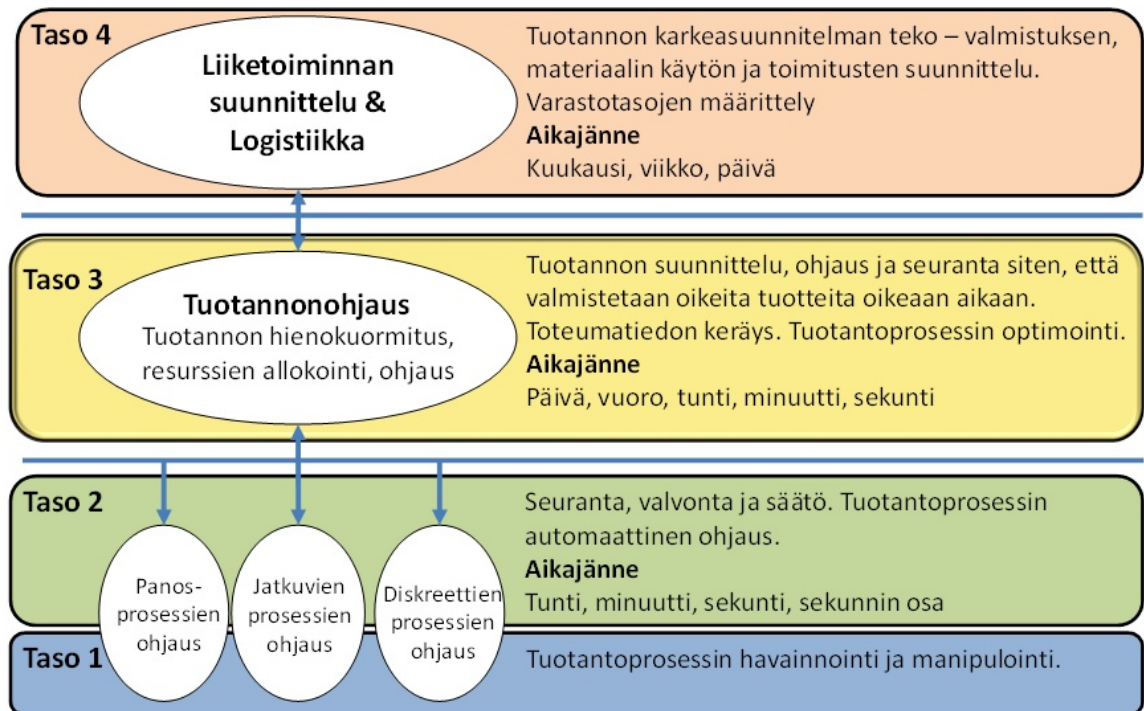 Taso 4
Liiketoiminnan
suunnittelu &
Logistiikka
Tuotannon karkeasuunnitelman teko – valmistuksen,
materiaalin käytön ja toimitusten suunnittelu.
Varastotasojen määrittely
Aikajänne
Kuukausi, viikko, päivä
Taso 3
Tuotannonohjaus
Tuotannon hienokuormitus,
resurssien allokointi, ohjaus
Tuotannon suunnittelu, ohjaus ja seuranta siten, että
valmistetaan oikeita tuotteita oikeaan aikaan.
Toteumatiedon keräys. Tuotantoprosessin optimointi.
Aikajänne
Päivä, vuoro, tunti, minuutti, sekunti
Taso 2
Panos-
prosessien
ohjaus
Jatkuvien
prosessien
ohjaus
Diskreettien
prosessien
ohjaus
Seuranta, valvonta ja säätö. Tuotantoprosessin
automaattinen ohjaus.
Aikajänne
Tunti, minuutti, sekunti, sekunnin osa
Taso 1
Tuotantoprosessin havainnointi ja manipulointi.